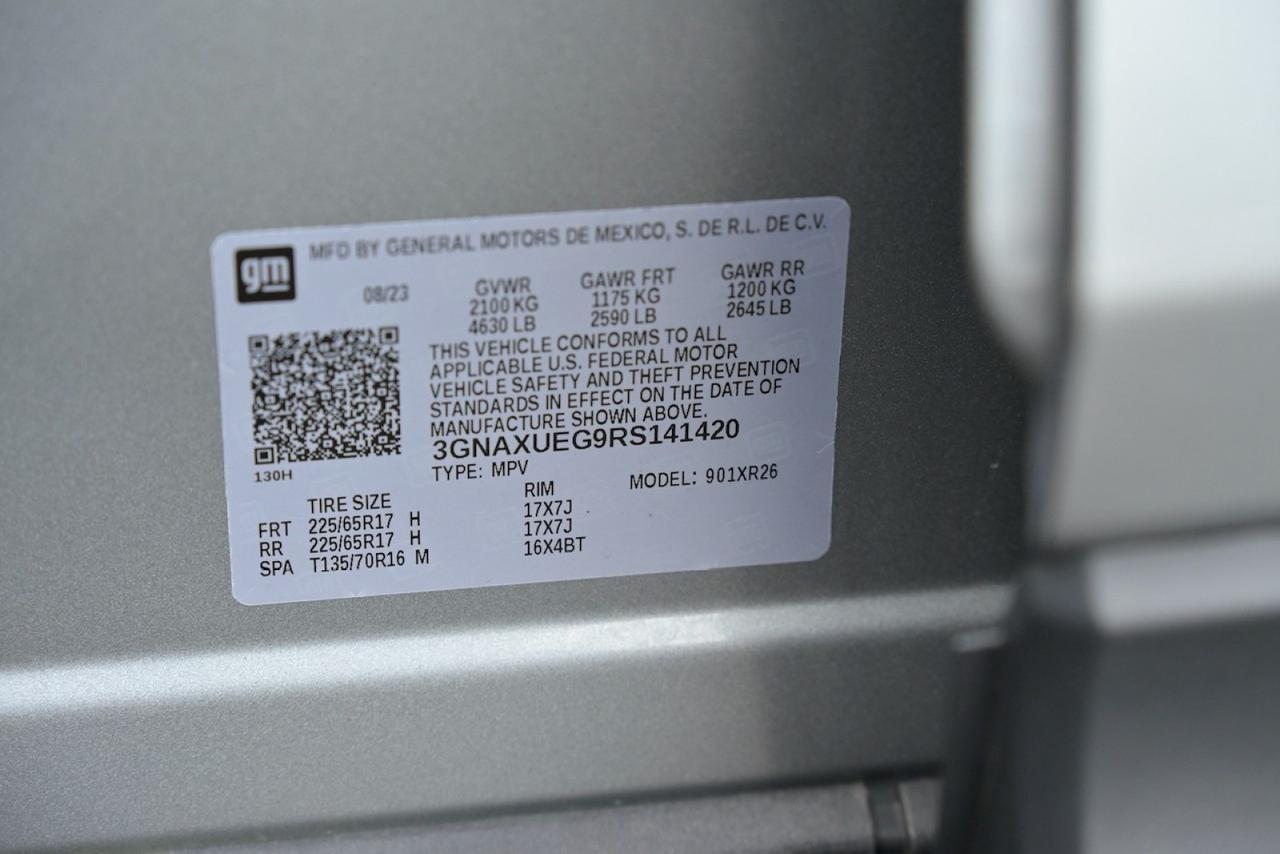 gm
MFD BY GENERAL MOTORS DE MEXICO, S. DE R.L. DE C.V.
08/23
GVWR GAWR FRT GAWR RR
2100 KG 1175 KG 1200 KG
4630 LB 2590 LB 2645 LB
THIS VEHICLE CONFORMS TO ALL
APPLICABLE U.S. FEDERAL MOTOR
VEHICLE SAFETY AND THEFT PREVENTION
STANDARDS IN EFFECT ON THE DATE OF
MANUFACTURE SHOWN ABOVE.
3GNAXUEG9RS141420
130H
TYPE: MPV MODEL: 901XR26
TIRE SIZE RIM
FRT 225/65R17 H 17X7J
RR 225/65R17 H 17X7J
SPA T135/70R16 M 16X4BT